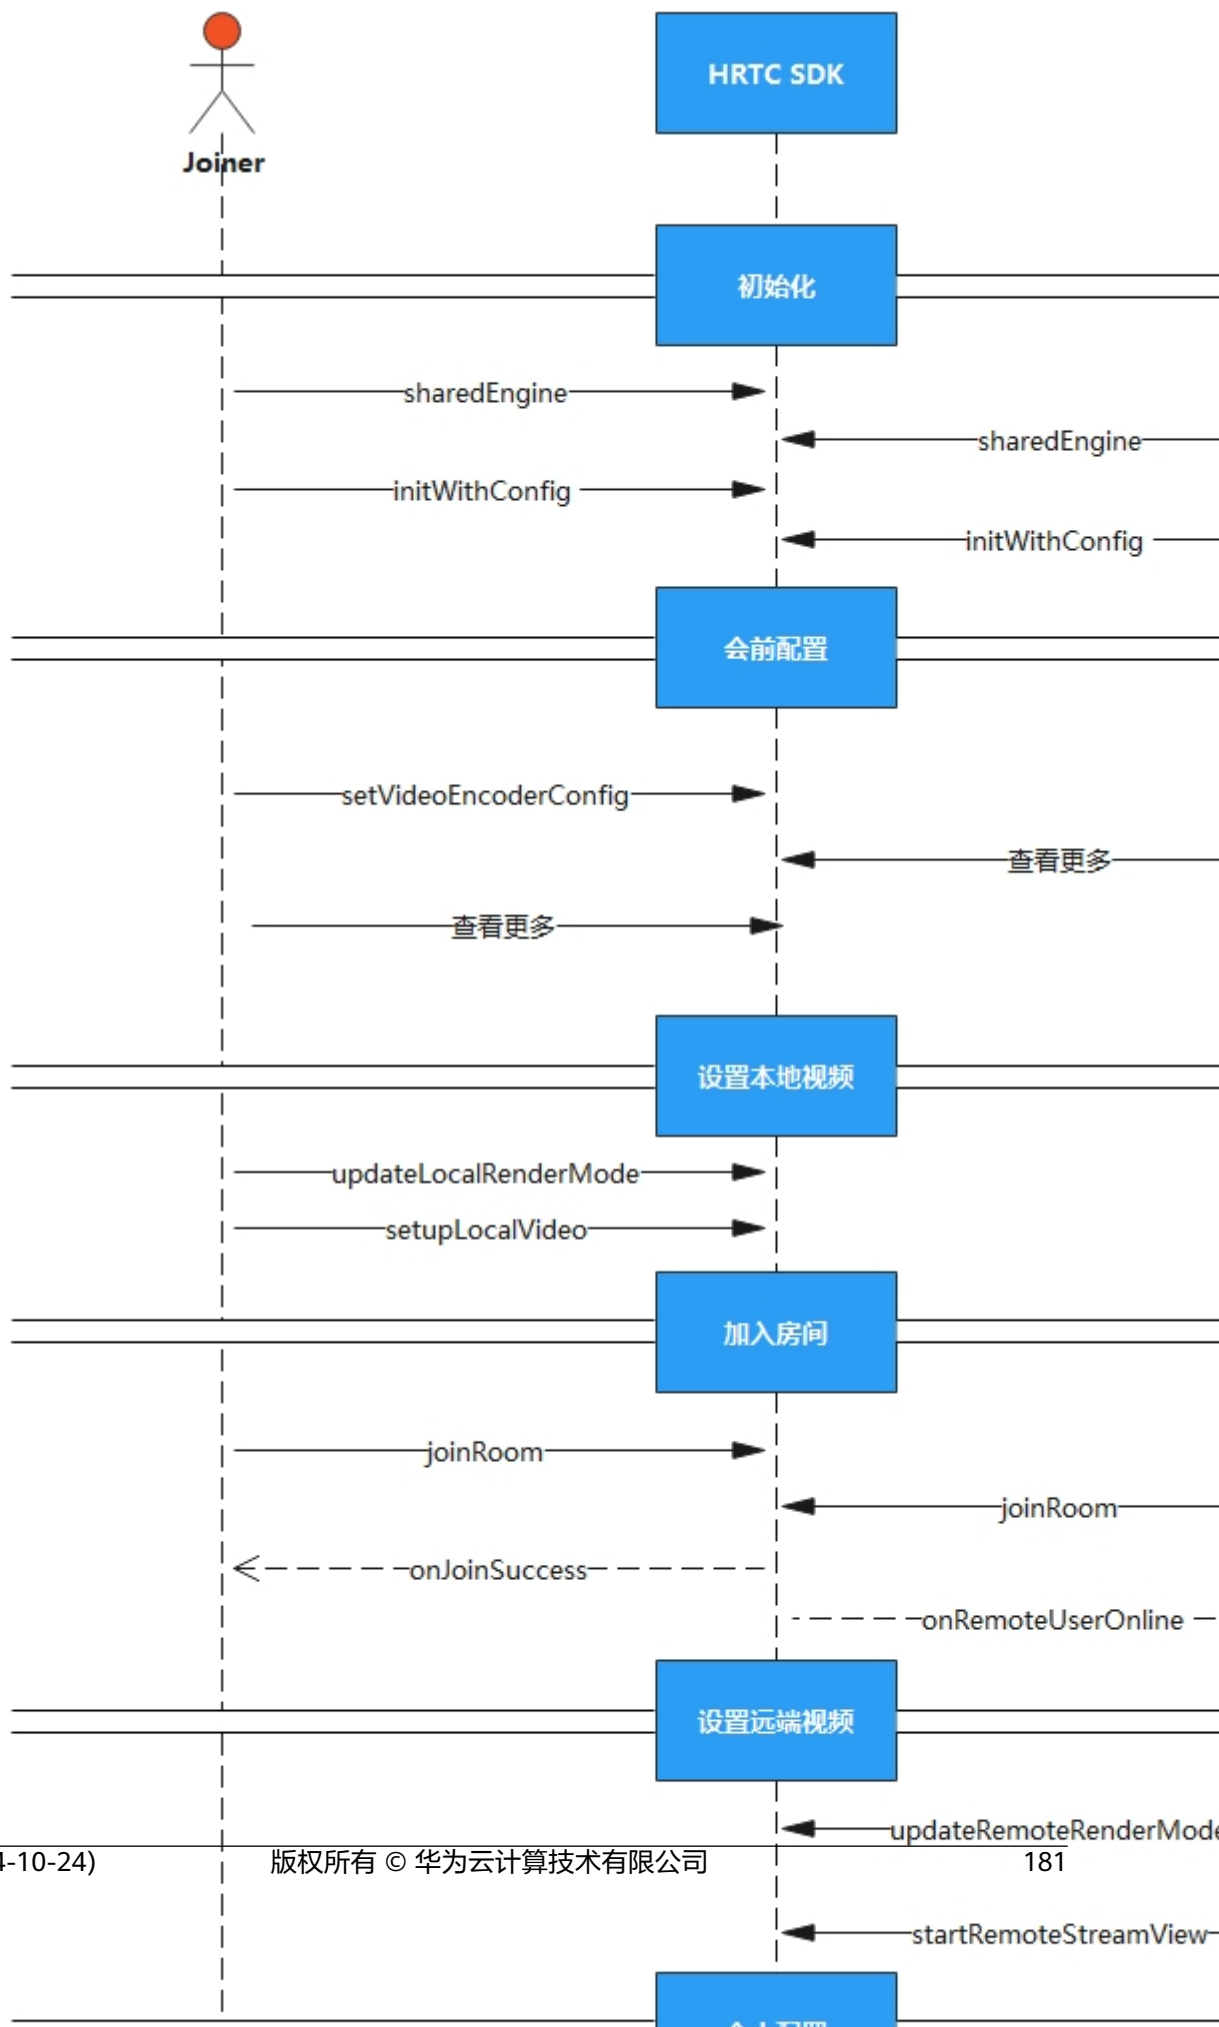 HRTC SDK
Joiner
初始化
sharedEngine
sharedEngine
initWithConfig
initWithConfig
会前配置
setVideoEncoderConfig
查看更多
查看更多
设置本地视频
updateLocalRenderMode
setupLocalVideo
加入房间
joinRoom
joinRoom
onJoinSuccess
onRemoteUserOnline
设置远端视频
updateRemoteRenderMode
4-10-24) 版权所有 © 华为云计算技术有限公司 181
startRemoteStreamView